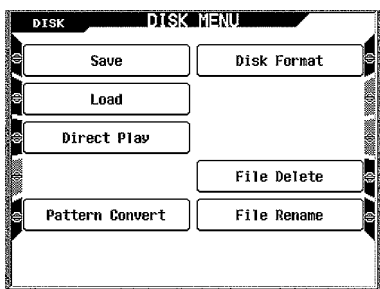 DISK DISK MENU
Save Disk Format
Load
Direct Play
File Delete
Pattern Convert File Rename